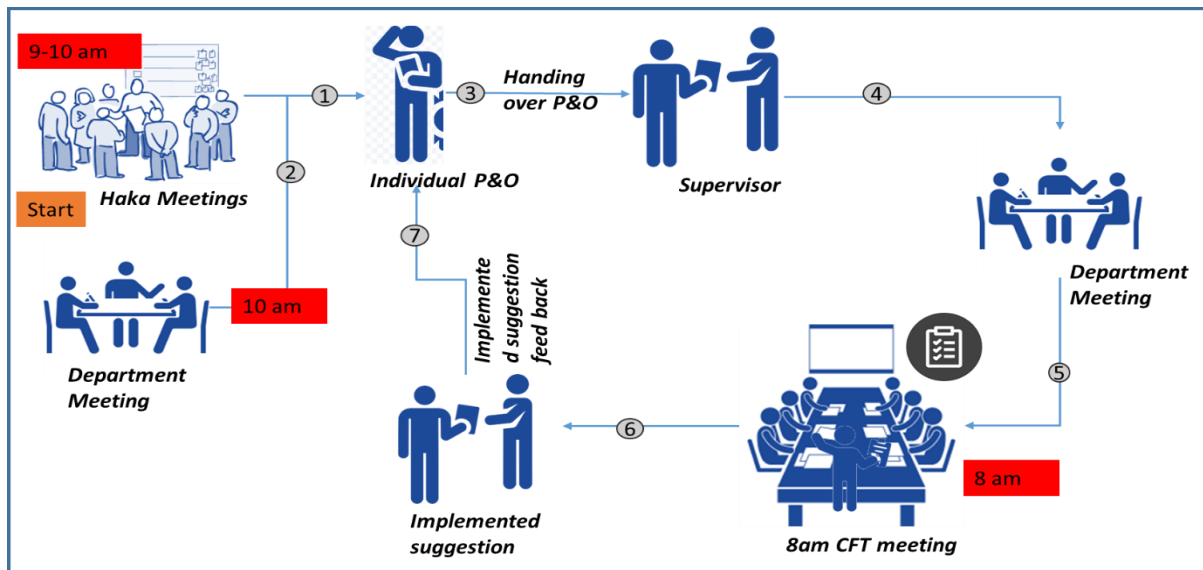 9-10 am
Haka Meetings
Start
10 am
Department
Meeting
1
2
Individual P&O
3
Handing
over P&O
Supervisor
4
Department
Meeting
5
8 am
8am CFT meeting
6
Implemented
suggestion
7
Implemente
d suggestion
feed back